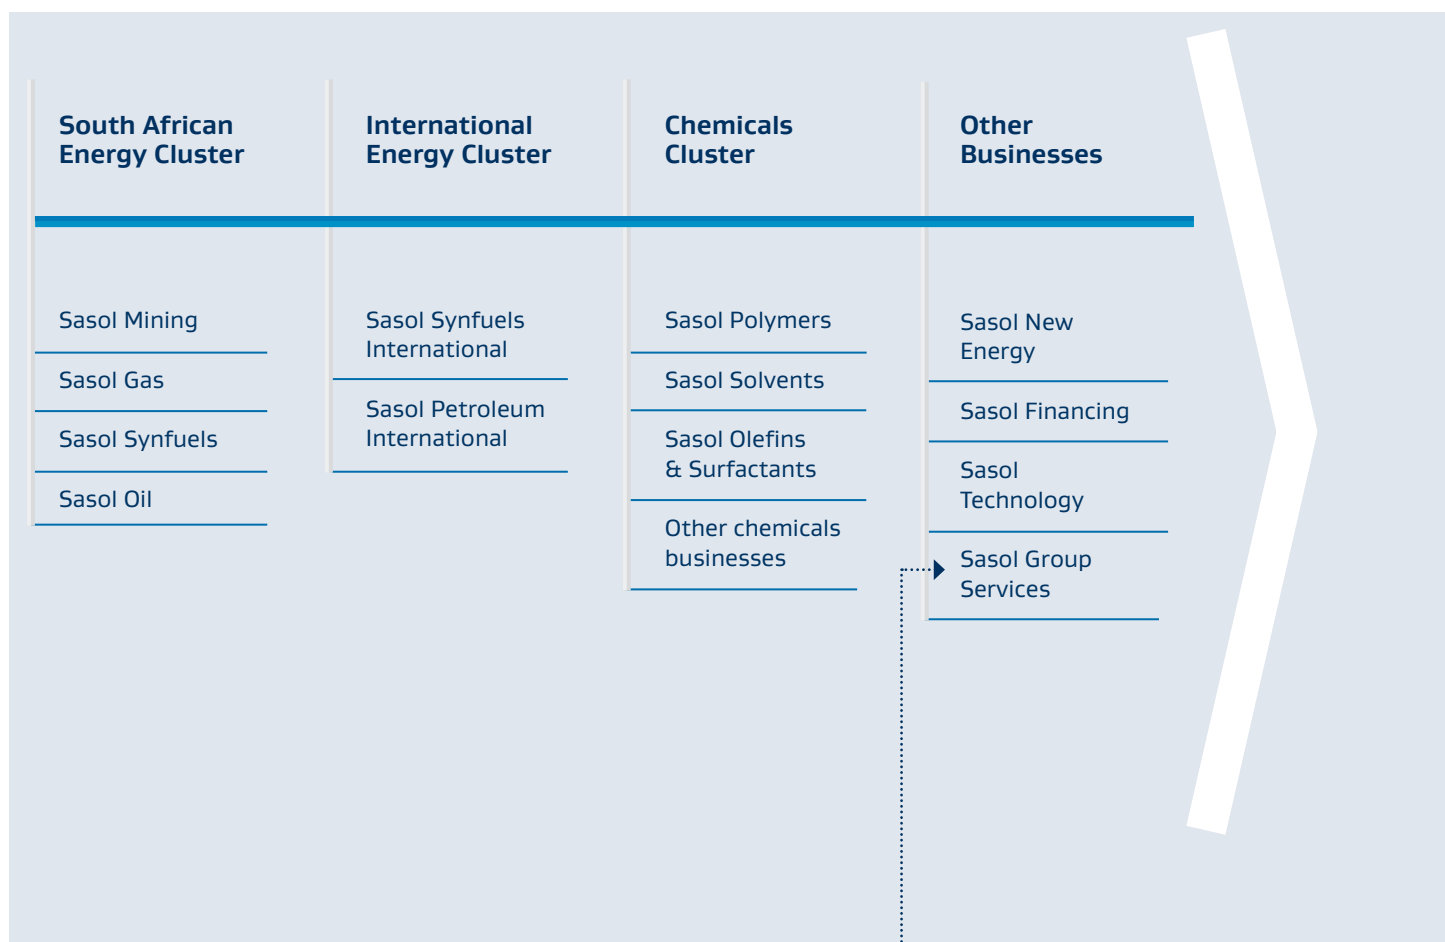 South African
Energy Cluster
Sasol Mining
Sasol Gas
Sasol Synfuels
Sasol Oil
International
Energy Cluster
Sasol Synfuels
International
Sasol Petroleum
International
Chemicals
Cluster
Sasol Polymers
Sasol Solvents
Sasol Olefins
& Surfactants
Other chemicals
businesses
Other
Businesses
Sasol New
Energy
Sasol Financing
Sasol
Technology
Sasol Group
Services